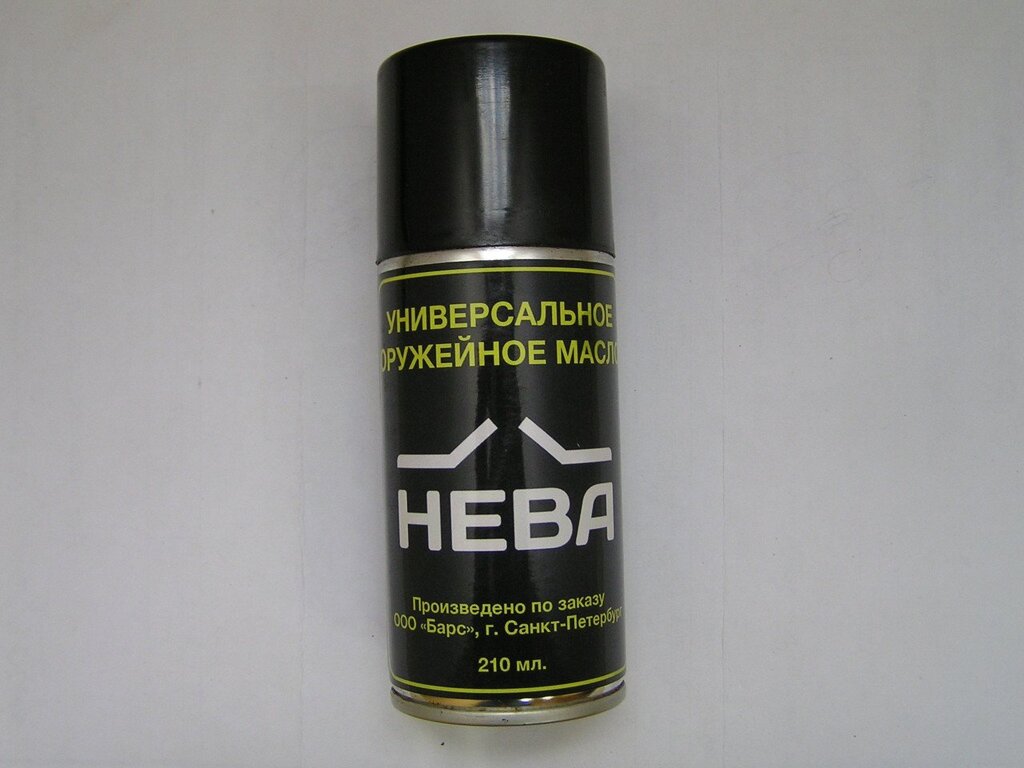 УНИВЕРСАЛЬНОЕ
ОРУЖЕЙНОЕ МАСЛО
НЕВА
Произведено по заказу
ООО «Барс», г. Санкт-Петербург
210 мл.